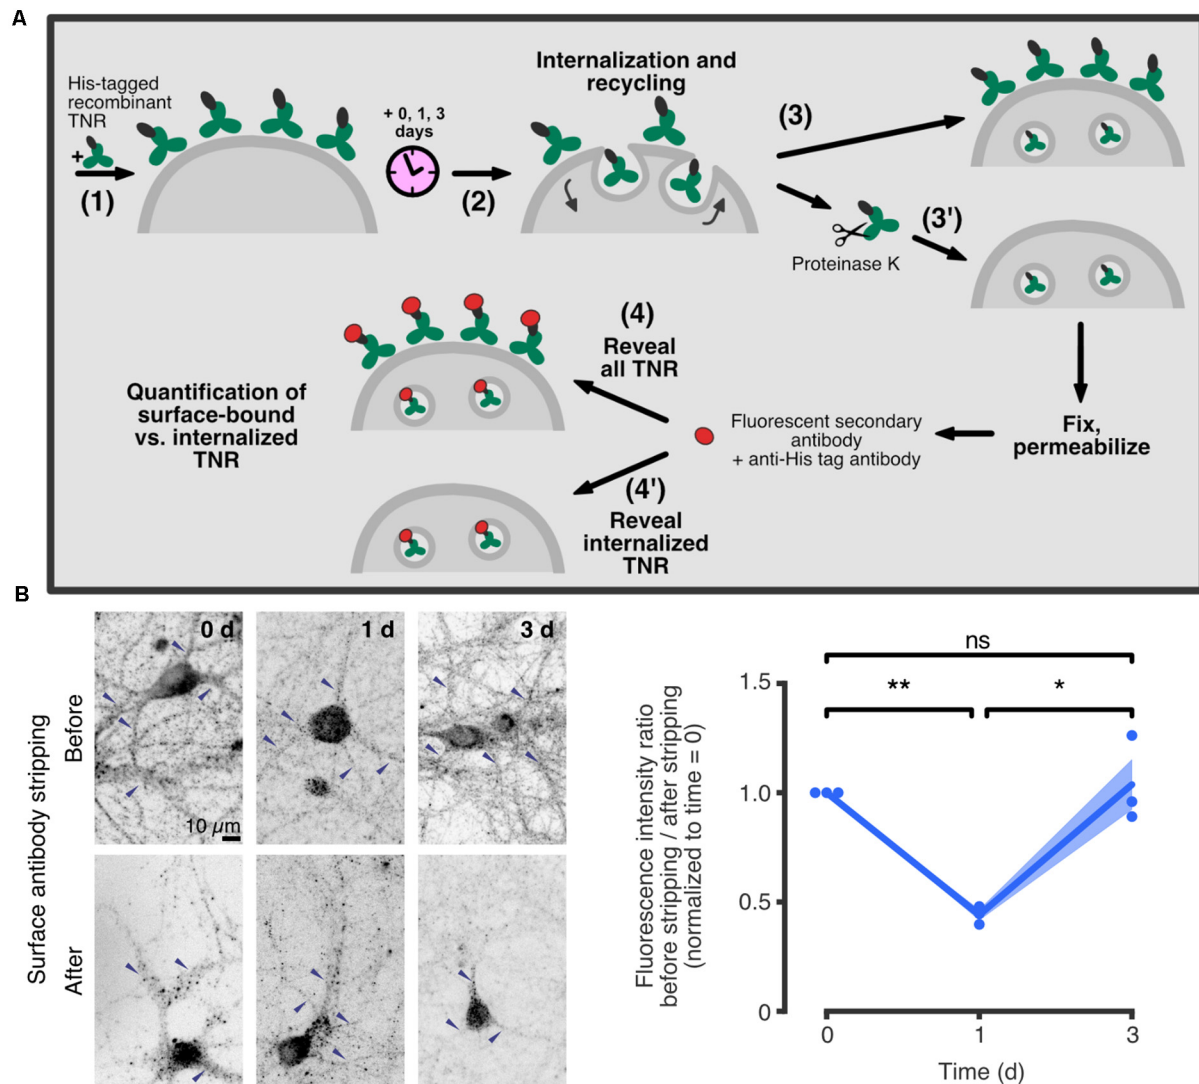 A
His-tagged
recombinant
TNR
+
(1)
+ 0, 1, 3
days
(2)
Internalization and
recycling
(3)
Proteinase K
(3')
Fix,
permeabilize
Fluorescent secondary
antibody
+ anti-His tag antibody
(4)
Reveal
all TNR
(4')
Reveal
internalized
TNR
Quantification of
surface-bound
vs. internalized
TNR
B
Surface antibody stripping
Before
After
0 d
1 d
3 d
10 µm
Fluorescence intensity ratio
before stripping / after stripping
(normalized to time = 0)
1.5
1.0
0.5
0
ns
**
*
0
1
3
Time (d)